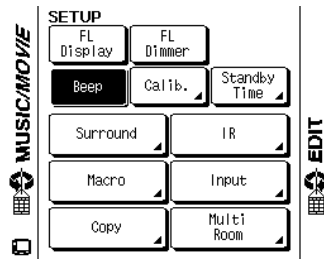 SETUP
FL Display
FL Dimmer
Beep
Calib.
Standby Time
Surround
IR
Macro
Input
Copy
Multi Room
MUSIC/MOVIE
EDIT